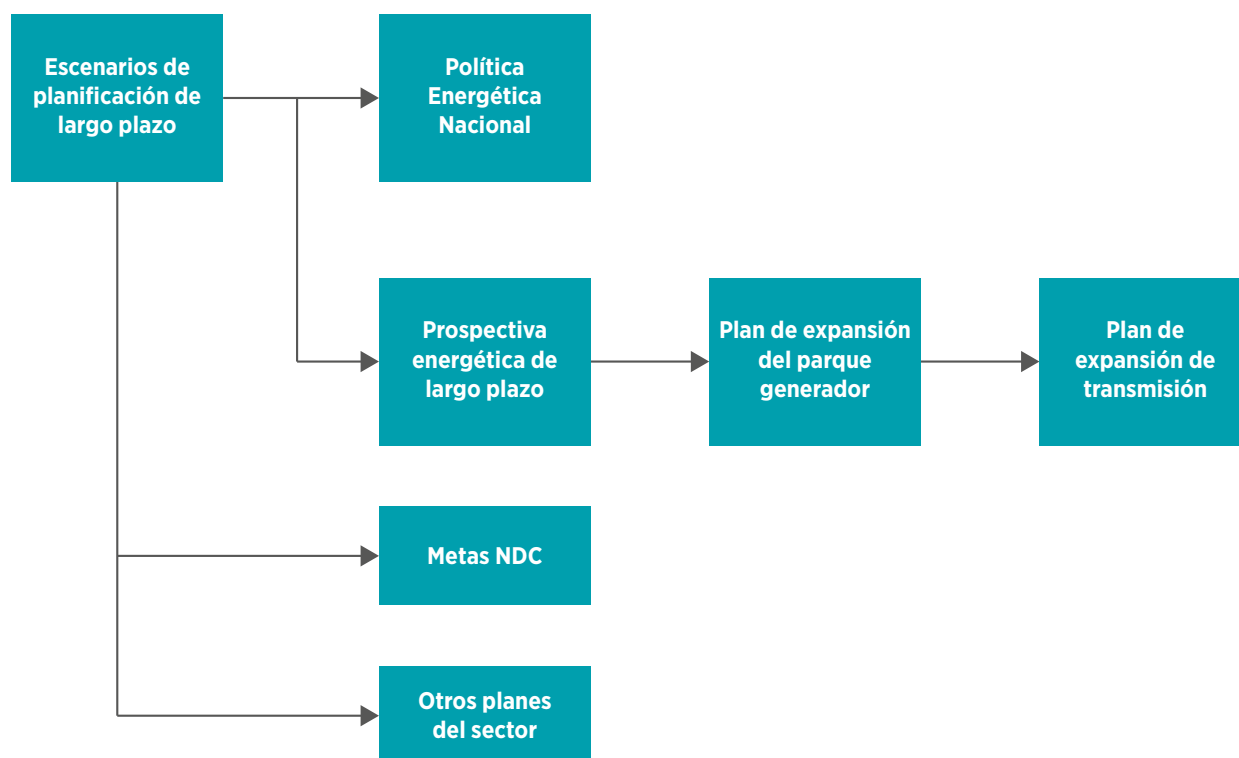 Escenarios de
planificación de
largo plazo
Política
Energética
Nacional
Prospectiva
energética de
largo plazo
Plan de expansión
del parque
generador
Plan de
expansión de
transmisión
Metas NDC
Otros planes
del sector